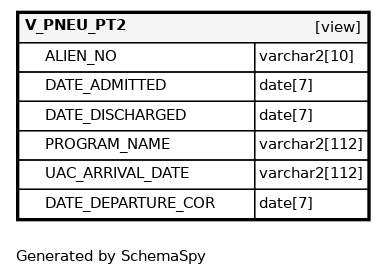 V_PNEU_PT2 [view]
ALIEN_NO varchar2[10]
DATE_ADMITTED date[7]
DATE_DISCHARGED date[7]
PROGRAM_NAME varchar2[112]
UAC_ARRIVAL_DATE varchar2[112]
DATE_DEPARTURE_COR date[7]
Generated by SchemaSpy